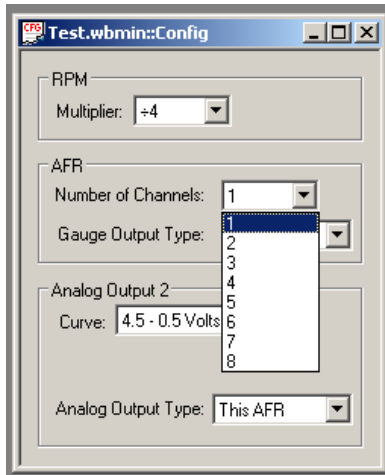 CFG Test.wbmin::Config
RPM
Multiplier: ÷4
AFR
Number of Channels: 1
1
Gauge Output Type:
2
3
4
5
6
7
8
Analog Output 2
Curve: 4.5 - 0.5 Volts
Analog Output Type: This AFR